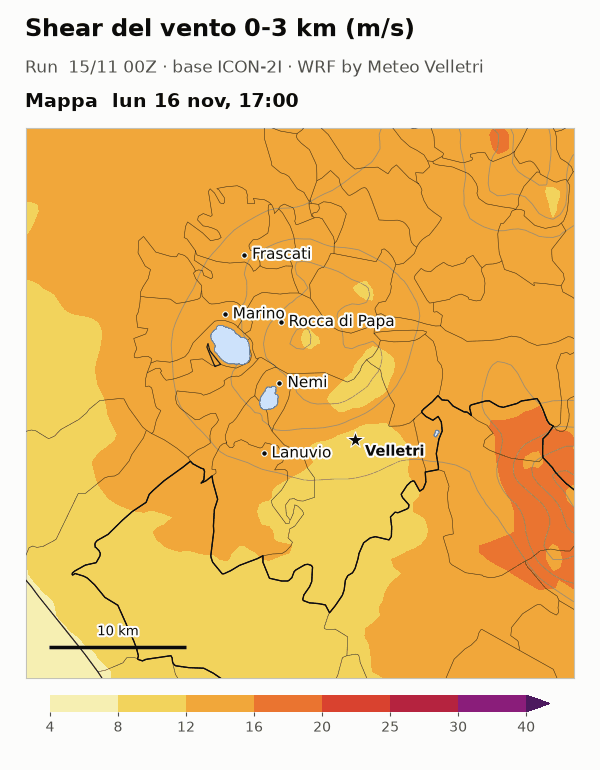 Shear del vento 0-3 km (m/s)
Run  15/11 00Z · base ICON-2I · WRF by Meteo Velletri
Mappa  lun 16 nov, 17:00
Frascati
Marino
Rocca di Papa
Nemi
Velletri
Lanuvio
10 km
4 8 12 16 20 25 30 40